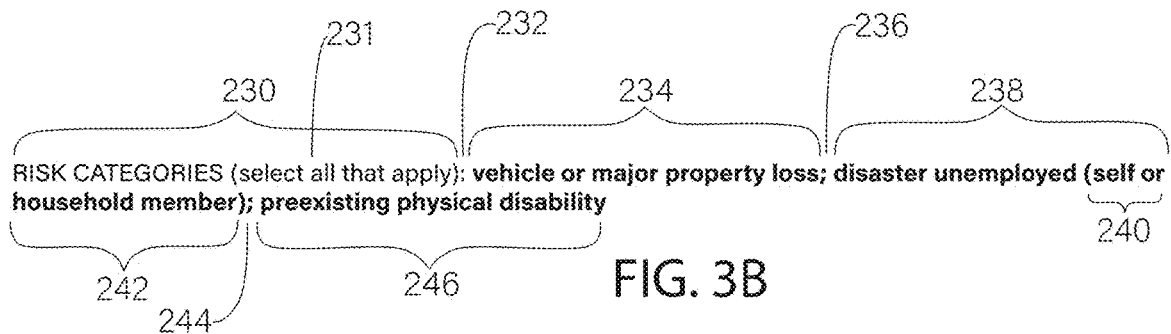 231 232 236
230 234 238
RISK CATEGORIES (select all that apply): vehicle or major property loss; disaster unemployed (self or
household member); preexisting physical disability
240
242 246 FIG. 3B
244